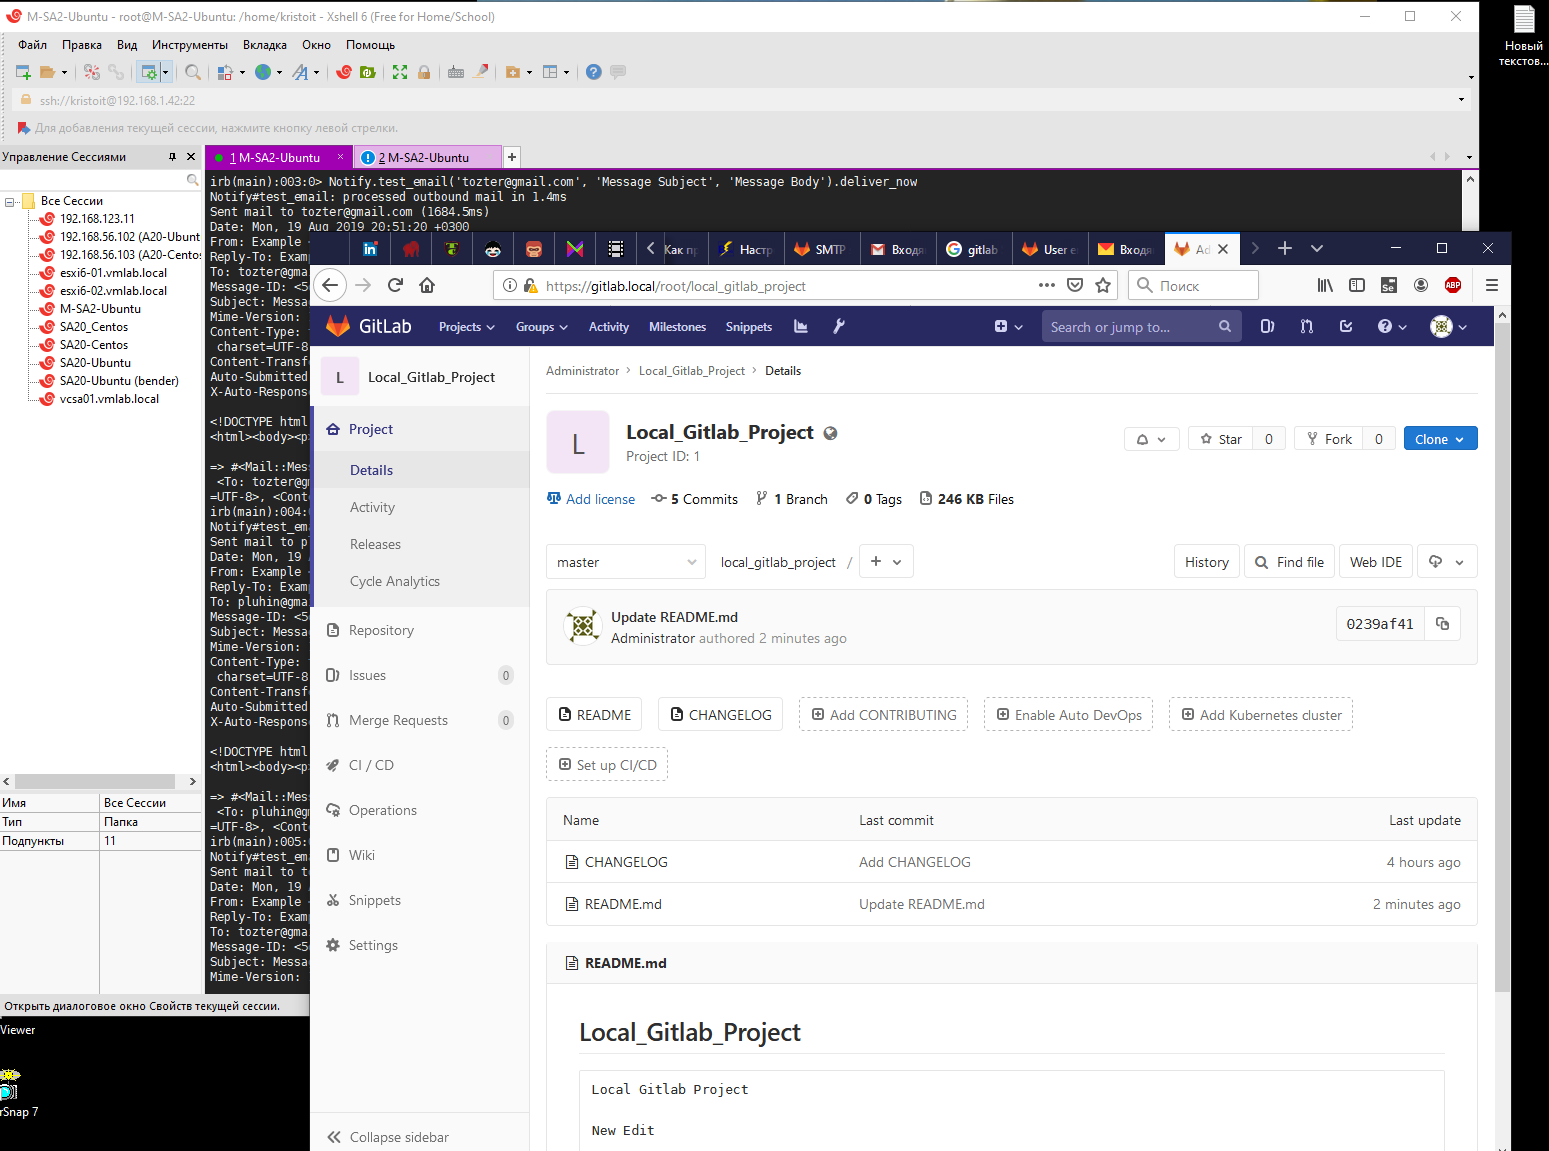 M-SA2-Ubuntu - root@M-SA2-Ubuntu: /home/kristoit - Xshell 6 (Free for Home/School)
Файл Правка Вид Инструменты Вкладка Окно Помощь
ssh://kristoit@192.168.1.42:22
Для добавления текущей сессии, нажмите кнопку левой стрелки.
Новый
текстов...
Управление Сессиями
Все Сессии
192.168.123.11
192.168.56.102 (A20-Ubunt
192.168.56.103 (A20-Cento
esxi6-01.vmlab.local
esxi6-02.vmlab.local
M-SA2-Ubuntu
SA20_Centos
SA20-Centos
SA20-Ubuntu
SA20-Ubuntu (bender)
vcsa01.vmlab.local
Имя Все Сессии
Тип Папка
Подпункты 11
Открыть диалоговое окно Свойств текущей сессии.
Viewer
rSnap 7
1 M-SA2-Ubuntu
2 M-SA2-Ubuntu
irb(main):003:0> Notify.test_email('tozter@gmail.com', 'Message Subject', 'Message Body').deliver_now
Notify#test_email: processed outbound mail in 1.4ms
Sent mail to tozter@gmail.com (1684.5ms)
Date: Mon, 19 Aug 2019 20:51:20 +0300
From: Example
Reply-To: Exam
To: tozter@gma
Message-ID: <5
Subject: Messa
Mime-Version:
Content-Type:
charset=UTF-8
Content-Transf
Auto-Submitted
X-Auto-Respons
<!DOCTYPE html
<html><body><p
=> #<Mail::Mes
<To: tozter@g
=UTF-8>, <Cont
irb(main):004:
Notify#test_em
Sent mail to p
Date: Mon, 19
From: Example
Reply-To: Exam
To: pluhin@gma
Message-ID: <5
Subject: Messa
Mime-Version:
Content-Type:
charset=UTF-8
Content-Transf
Auto-Submitted
X-Auto-Respons
<!DOCTYPE html
<html><body><p
=> #<Mail::Mes
<To: pluhin@g
=UTF-8>, <Cont
irb(main):005:
Notify#test_em
Sent mail to t
Date: Mon, 19
From: Example
Reply-To: Exam
To: tozter@gma
Message-ID: <5
Subject: Messa
Mime-Version:
in Как п Настр SMTP Входя gitlab User e Входя Ad
https://gitlab.local/root/local_gitlab_project
Поиск
Se
ABP
GitLab Projects Groups Activity Milestones Snippets
Search or jump to...
L Local_Gitlab_Project
Project
Details
Activity
Releases
Cycle Analytics
Repository
Issues 0
Merge Requests 0
CI / CD
Operations
Wiki
Snippets
Settings
Collapse sidebar
Administrator › Local_Gitlab_Project › Details
L
Local_Gitlab_Project
Project ID: 1
Star 0 Fork 0 Clone
Add license 5 Commits 1 Branch 0 Tags 246 KB Files
master local_gitlab_project / + History Find file Web IDE
Update README.md
Administrator authored 2 minutes ago
0239af41
README CHANGELOG Add CONTRIBUTING Enable Auto DevOps Add Kubernetes cluster
Set up CI/CD
Name Last commit Last update
CHANGELOG Add CHANGELOG 4 hours ago
README.md Update README.md 2 minutes ago
README.md
Local_Gitlab_Project
Local Gitlab Project
New Edit